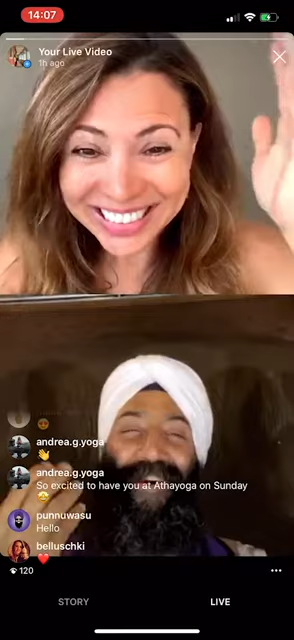 14:07
Your Live Video
1h ago
andrea.g.yoga
👋
andrea.g.yoga
So excited to have you at Athayoga on Sunday
🤩
punnuwasu
Hello
belluschki
❤️
120
STORY
LIVE